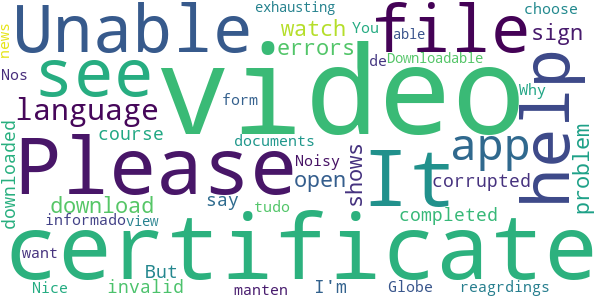 exhausting
choose
Unable
file
news
watch
You
able
sign
errors
see
video
de
Downloadable
Nos
help
language
form
Why
course
documents
app
Please
It
Noisy
problem
downloaded
open
shows
corrupted
download
say
tudo
completed
informado
view
certificate
want
But
Nice
invalid
manten
I'm
Globe
reagrdings